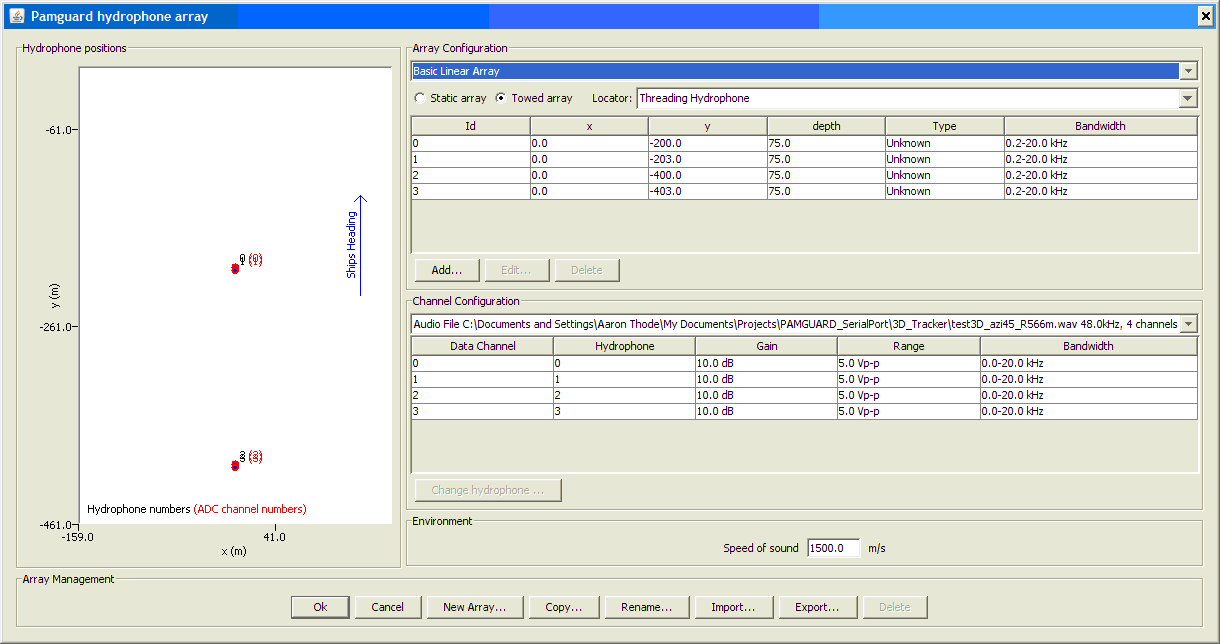 Pamguard hydrophone array
Hydrophone positions
-61.0
0 (0)
1 (1)
Ships Heading
y (m)
-261.0
2 (2)
3 (3)
Hydrophone numbers (ADC channel numbers)
-461.0
-159.0 41.0
x (m)
Array Configuration
Basic Linear Array
Static array Towed array Locator: Threading Hydrophone
Id x y depth Type Bandwidth
0 0.0 -200.0 75.0 Unknown 0.2-20.0 kHz
1 0.0 -203.0 75.0 Unknown 0.2-20.0 kHz
2 0.0 -400.0 75.0 Unknown 0.2-20.0 kHz
3 0.0 -403.0 75.0 Unknown 0.2-20.0 kHz
Add... Edit... Delete
Channel Configuration
Audio File C:\Documents and Settings\Aaron Thode\My Documents\Projects\PAMGUARD_SerialPort\3D_Tracker\test3D_azi45_R566m.wav 48.0kHz, 4 channels
Data Channel Hydrophone Gain Range Bandwidth
0 0 10.0 dB 5.0 Vp-p 0.0-20.0 kHz
1 1 10.0 dB 5.0 Vp-p 0.0-20.0 kHz
2 2 10.0 dB 5.0 Vp-p 0.0-20.0 kHz
3 3 10.0 dB 5.0 Vp-p 0.0-20.0 kHz
Change hydrophone ...
Environment
Speed of sound 1500.0 m/s
Array Management
Ok Cancel New Array... Copy... Rename... Import... Export... Delete